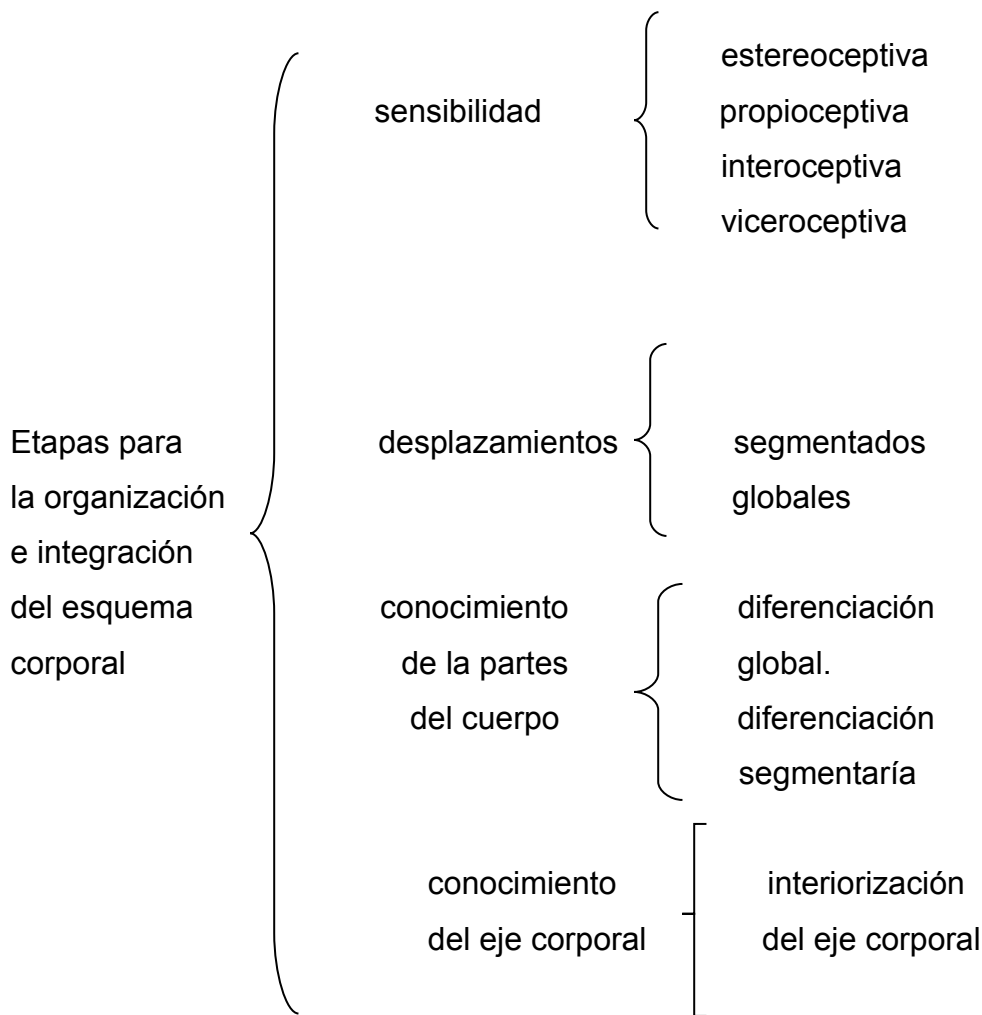 Etapas para
la organización
e integración
del esquema
corporal
sensibilidad
estereoceptiva
propioceptiva
interoceptiva
viceroceptiva
desplazamientos
segmentados
globales
conocimiento
de la partes
del cuerpo
diferenciación
global.
diferenciación
segmentaría
conocimiento
del eje corporal
interiorización
del eje corporal